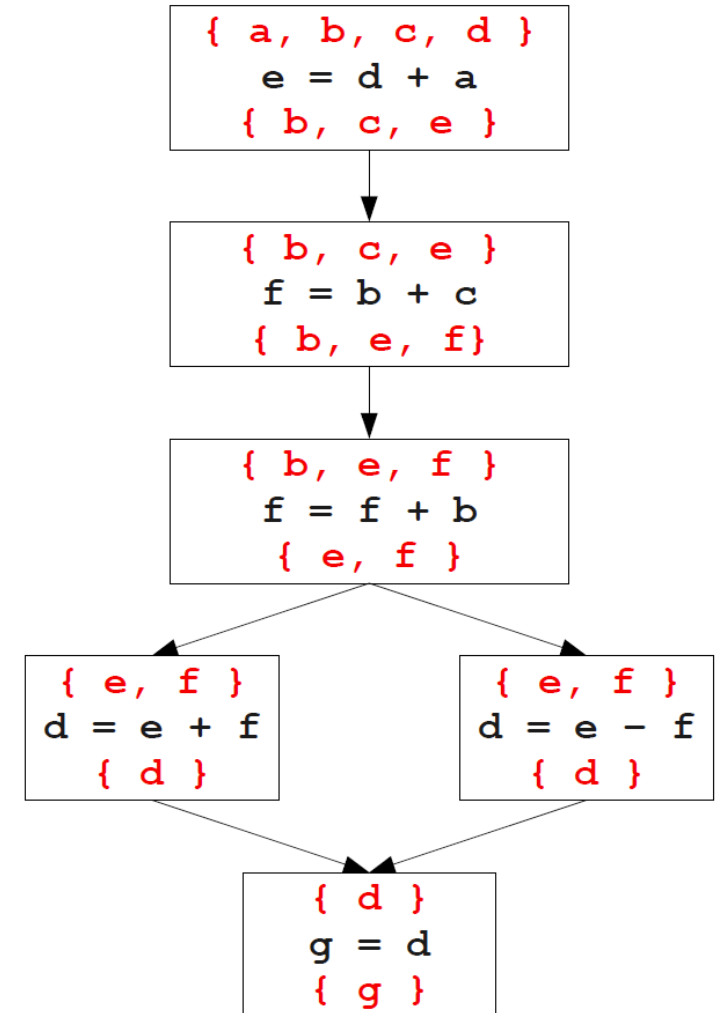 { a, b, c, d }
e = d + a
{ b, c, e }
{ b, c, e }
f = b + c
{ b, e, f}
{ b, e, f }
f = f + b
{ e, f }
{ e, f }
d = e + f
{ d }
{ e, f }
d = e - f
{ d }
{ d }
g = d
{ g }